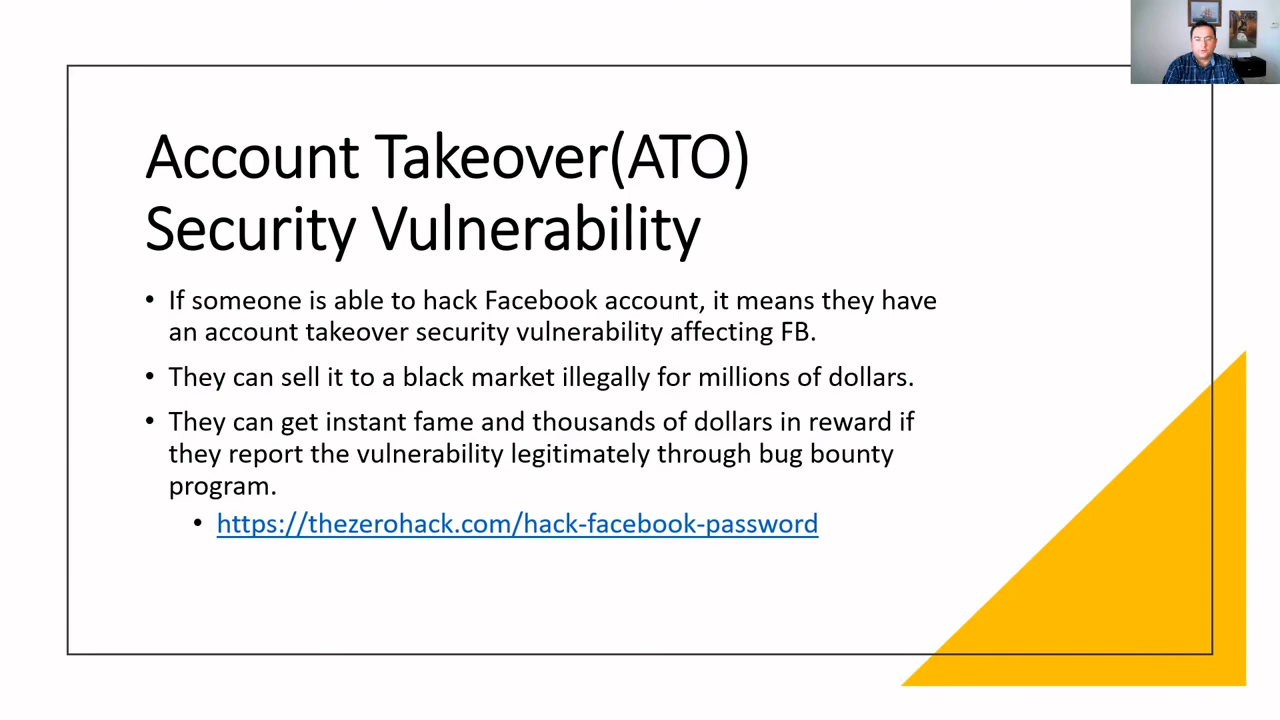 Account Takeover(ATO)
Security Vulnerability
• If someone is able to hack Facebook account, it means they have
an account takeover security vulnerability affecting FB.
• They can sell it to a black market illegally for millions of dollars.
• They can get instant fame and thousands of dollars in reward if
they report the vulnerability legitimately through bug bounty
program.
• https://thezerohack.com/hack-facebook-password